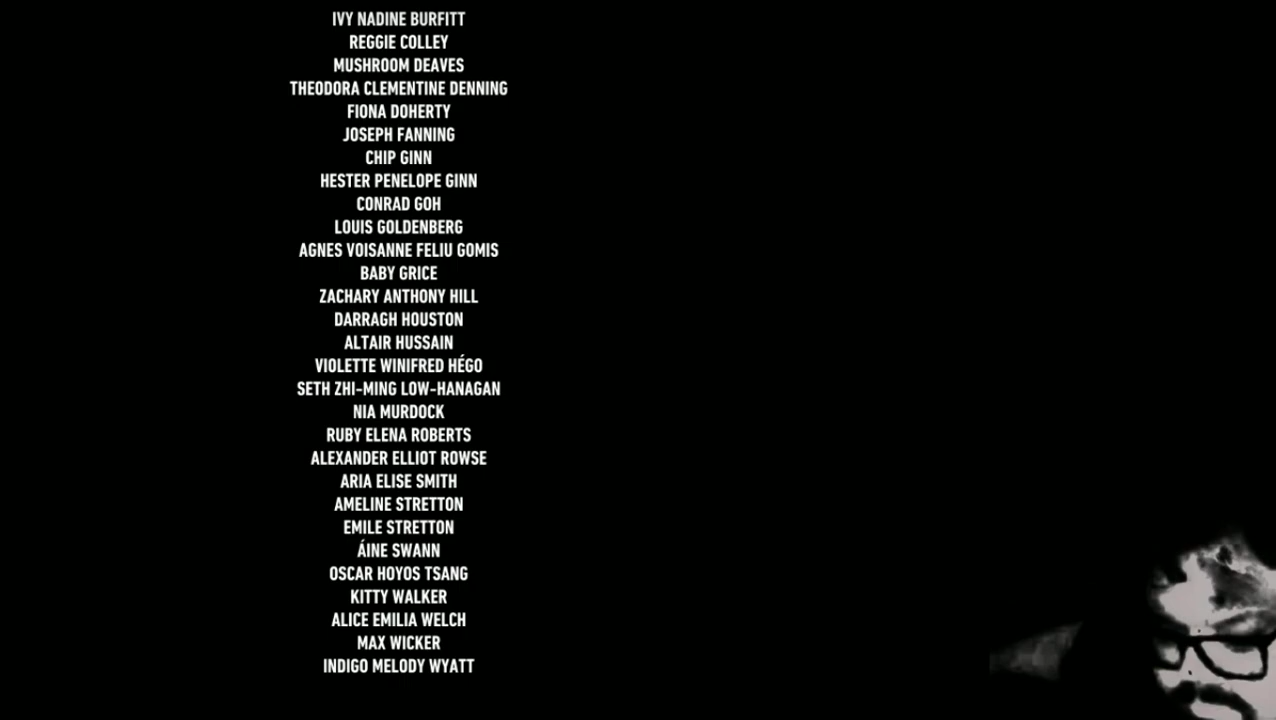 IVY NADINE BURFITT
REGGIE COLLEY
MUSHROOM DEAVES
THEODORA CLEMENTINE DENNING
FIONA DOHERTY
JOSEPH FANNING
CHIP GINN
HESTER PENELOPE GINN
CONRAD GOH
LOUIS GOLDENBERG
AGNES VOISANNE FELIU GOMIS
BABY GRICE
ZACHARY ANTHONY HILL
DARRAGH HOUSTON
ALTAIR HUSSAIN
VIOLETTE WINIFRED HÉGO
SETH ZHI-MING LOW-HANAGAN
NIA MURDOCK
RUBY ELENA ROBERTS
ALEXANDER ELLIOT ROWSE
ARIA ELISE SMITH
AMELINE STRETTON
EMILE STRETTON
ÁINE SWANN
OSCAR HOYOS TSANG
KITTY WALKER
ALICE EMILIA WELCH
MAX WICKER
INDIGO MELODY WYATT